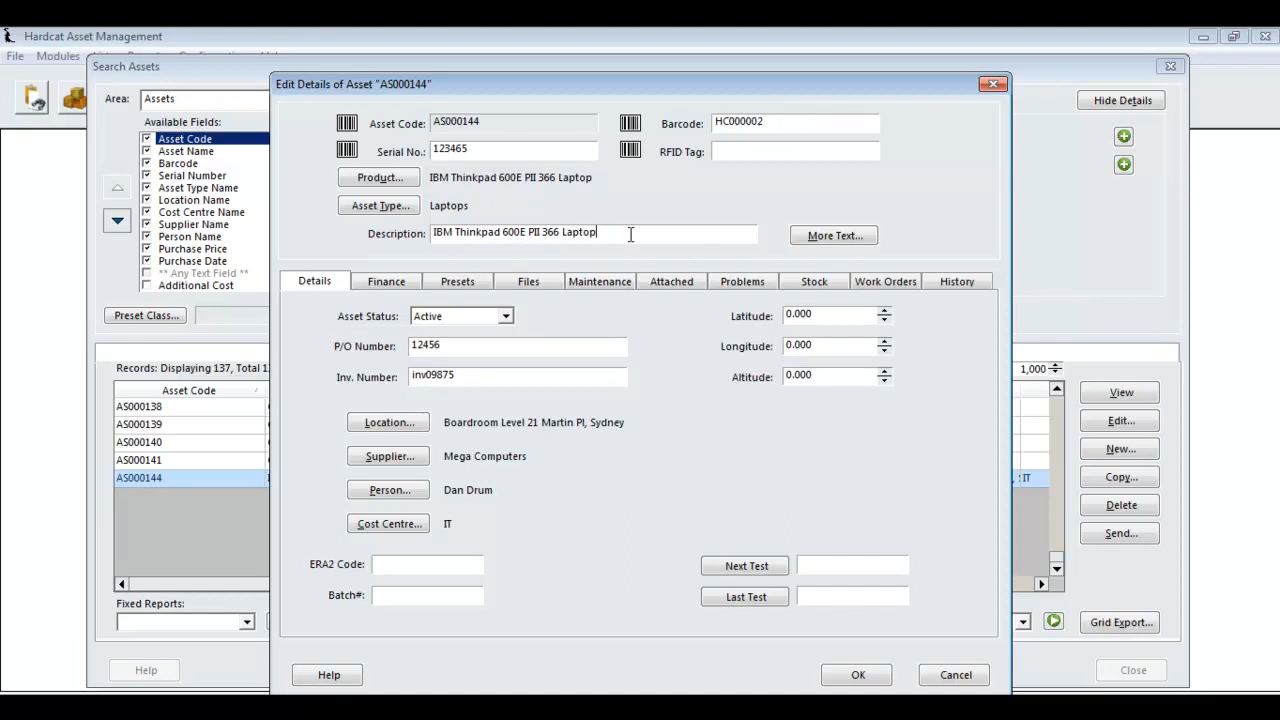 Hardcat Asset Management
File Modules
Search Assets
Edit Details of Asset "AS000144"
Area: Assets
Hide Details
Available Fields:
Asset Code
Asset Name
Barcode
Serial Number
Asset Type Name
Location Name
Cost Centre Name
Supplier Name
Person Name
Purchase Price
Purchase Date
** Any Text Field **
Additional Cost
Preset Class...
Asset Code: AS000144 Barcode: HC000002
Serial No.: 123465 RFID Tag:
Product... IBM Thinkpad 600E PII 366 Laptop
Asset Type... Laptops
Description: IBM Thinkpad 600E PII 366 Laptop More Text...
Details Finance Presets Files Maintenance Attached Problems Stock Work Orders History
Asset Status: Active Latitude: 0.000
P/O Number: 12456 Longitude: 0.000
Inv. Number: inv09875 Altitude: 0.000
Location... Boardroom Level 21 Martin Pl, Sydney
Supplier... Mega Computers
Person... Dan Drum
Cost Centre... IT
ERA2 Code: Next Test
Batch#: Last Test
Help OK Cancel
Records: Displaying 137, Total 1
1,000
Asset Code
AS000138
AS000139
AS000140
AS000141
AS000144
IT
View
Edit...
New...
Copy...
Delete
Send...
Fixed Reports:
Grid Export...
Help
Close